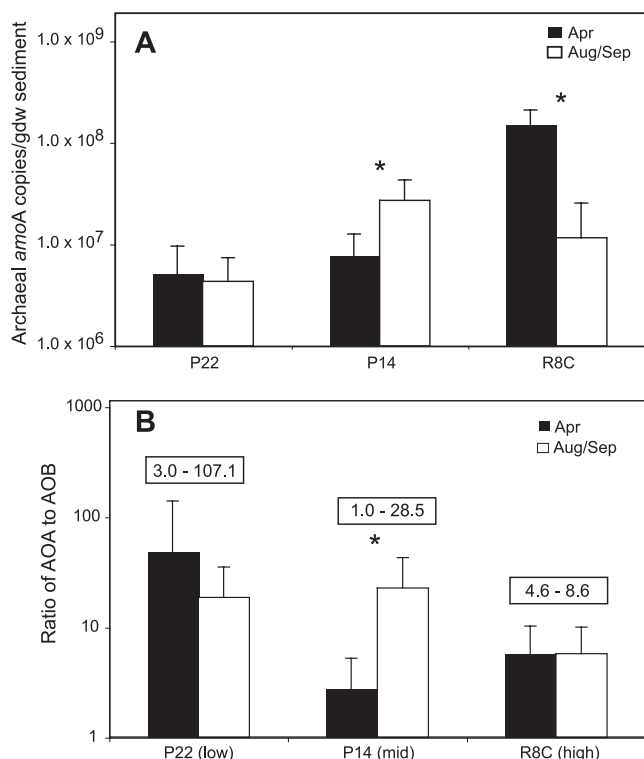 A
Apr
Aug/Sep
Archaeal amoA copies/gdw sediment
1.0 x 10⁹
1.0 x 10⁸
1.0 x 10⁷
1.0 x 10⁶
*
*
P22
P14
R8C
B
Apr
Aug/Sep
Ratio of AOA to AOB
1000
100
10
1
3.0 - 107.1
1.0 - 28.5
*
4.6 - 8.6
P22 (low)
P14 (mid)
R8C (high)